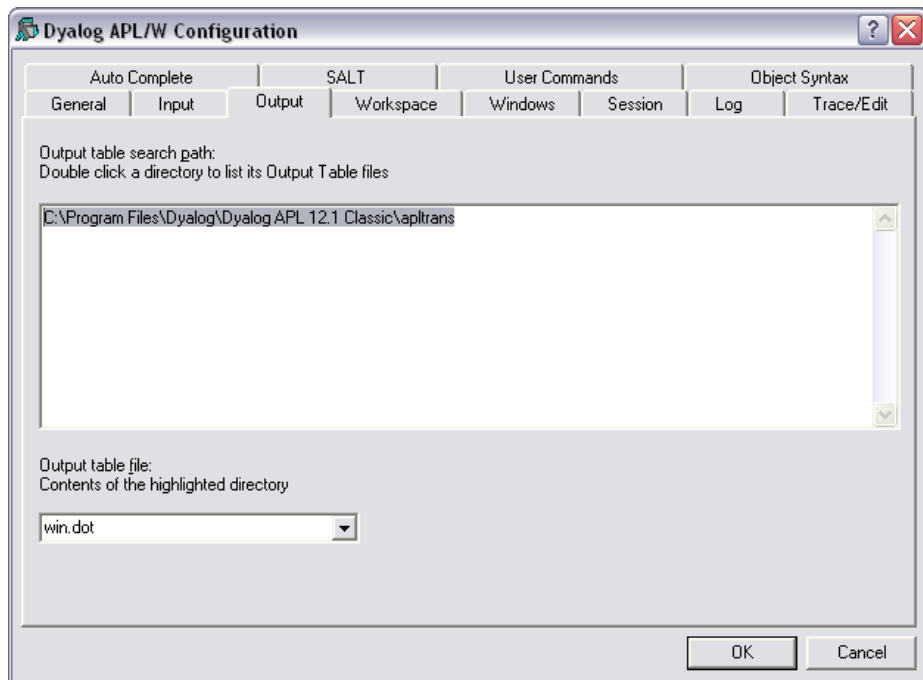 Dyalog APL/W Configuration
Auto Complete SALT User Commands Object Syntax
General Input Output Workspace Windows Session Log Trace/Edit
Output table search path:
Double click a directory to list its Output Table files
C:\Program Files\Dyalog\Dyalog APL 12.1 Classic\apltrans
Output table file:
Contents of the highlighted directory
win.dot
OK Cancel